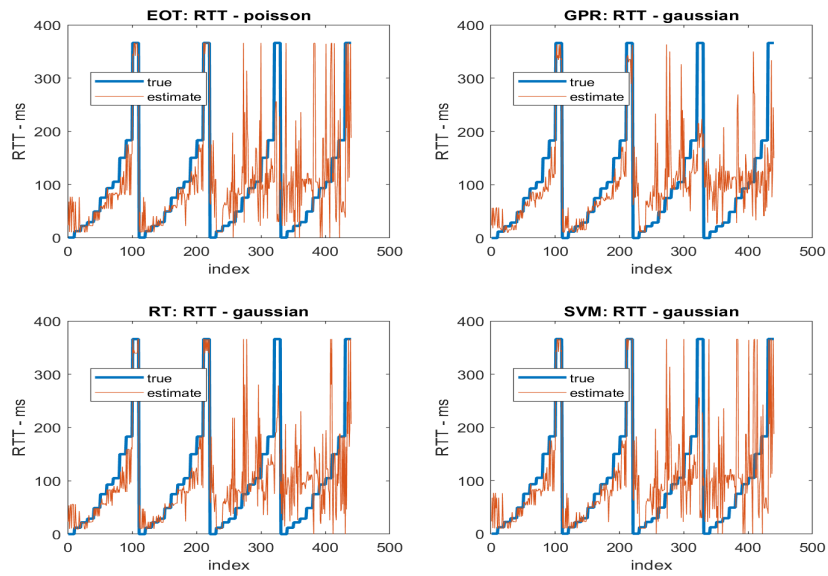 EOT: RTT - poisson
400
300
200
100
0
RTT - ms
true
estimate
0 100 200 300 400 500
index
GPR: RTT - gaussian
400
300
200
100
0
RTT - ms
true
estimate
0 100 200 300 400 500
index
RT: RTT - gaussian
400
300
200
100
0
RTT - ms
true
estimate
0 100 200 300 400 500
index
SVM: RTT - gaussian
400
300
200
100
0
RTT - ms
true
estimate
0 100 200 300 400 500
index